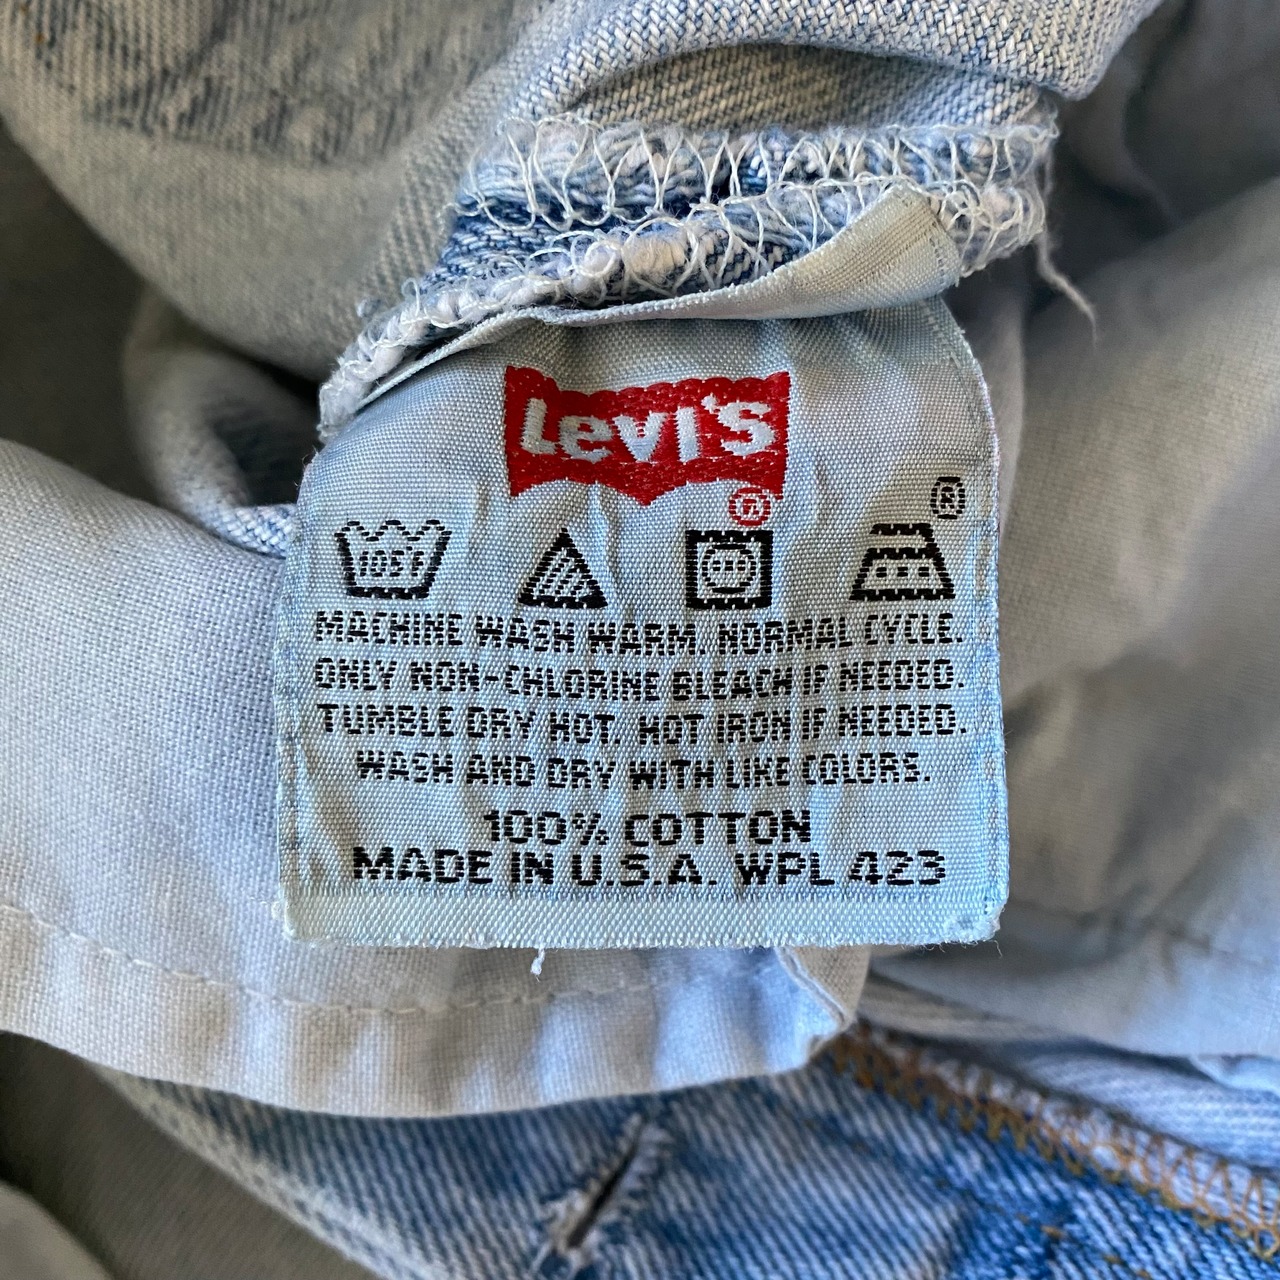 Levi's
®
®
105°F
MACHINE WASH WARM. NORMAL CYCLE.
ONLY NON-CHLORINE BLEACH IF NEEDED.
TUMBLE DRY HOT. HOT IRON IF NEEDED.
WASH AND DRY WITH LIKE COLORS.
100% COTTON
MADE IN U.S.A. WPL 423